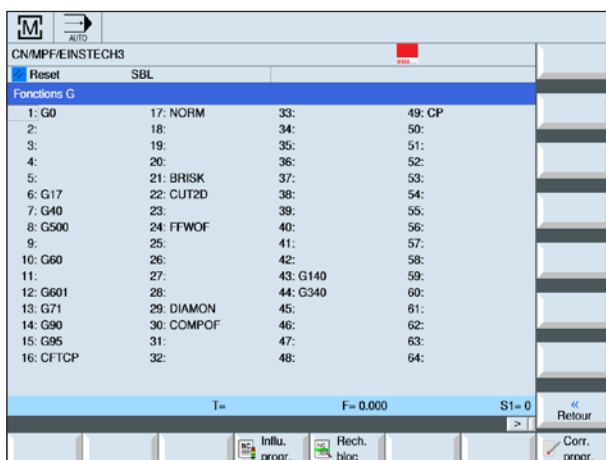 M
AUTO
CN/MPF/EINSTECH3
Reset SBL
Fonctions G
1: G0 17: NORM 33: 49: CP
2: 18: 34: 50:
3: 19: 35: 51:
4: 20: 36: 52:
5: 21: BRISK 37: 53:
6: G17 22: CUT2D 38: 54:
7: G40 23: 39: 55:
8: G500 24: FFWOF 40: 56:
9: 25: 41: 57:
10: G60 26: 42: 58:
11: 27: 43: G140 59:
12: G601 28: 44: G340 60:
13: G71 29: DIAMON 45: 61:
14: G90 30: COMPOF 46: 62:
15: G95 31: 47: 63:
16: CFTCP 32: 48: 64:
T= F= 0.000 S1= 0
« Retour
>
NC Influ. progr.
NC Rech. bloc
Corr. progr.